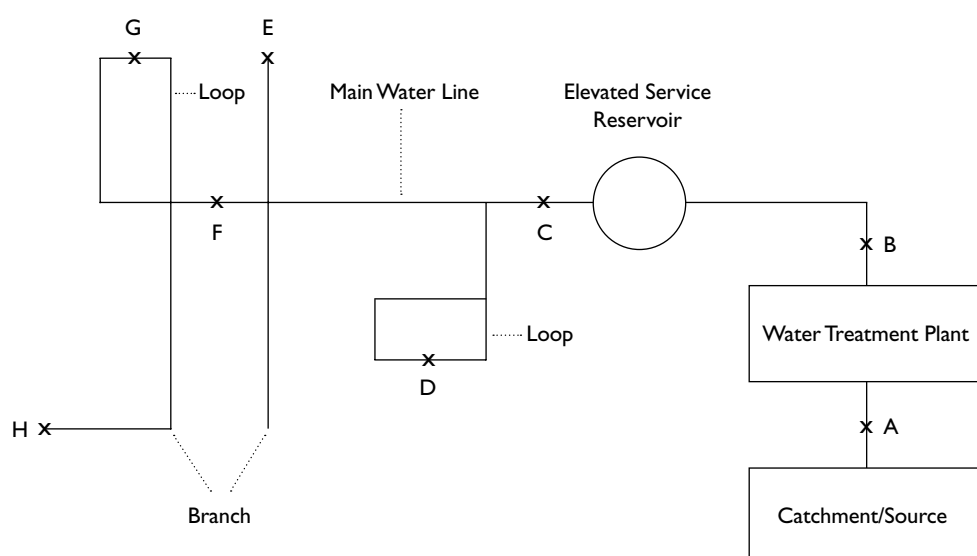 G
E
Loop
Main Water Line
Elevated Service
Reservoir
x
x
x
F
x
C
x
B
Water Treatment Plant
Loop
x
D
H x
x A
Branch
Catchment/Source